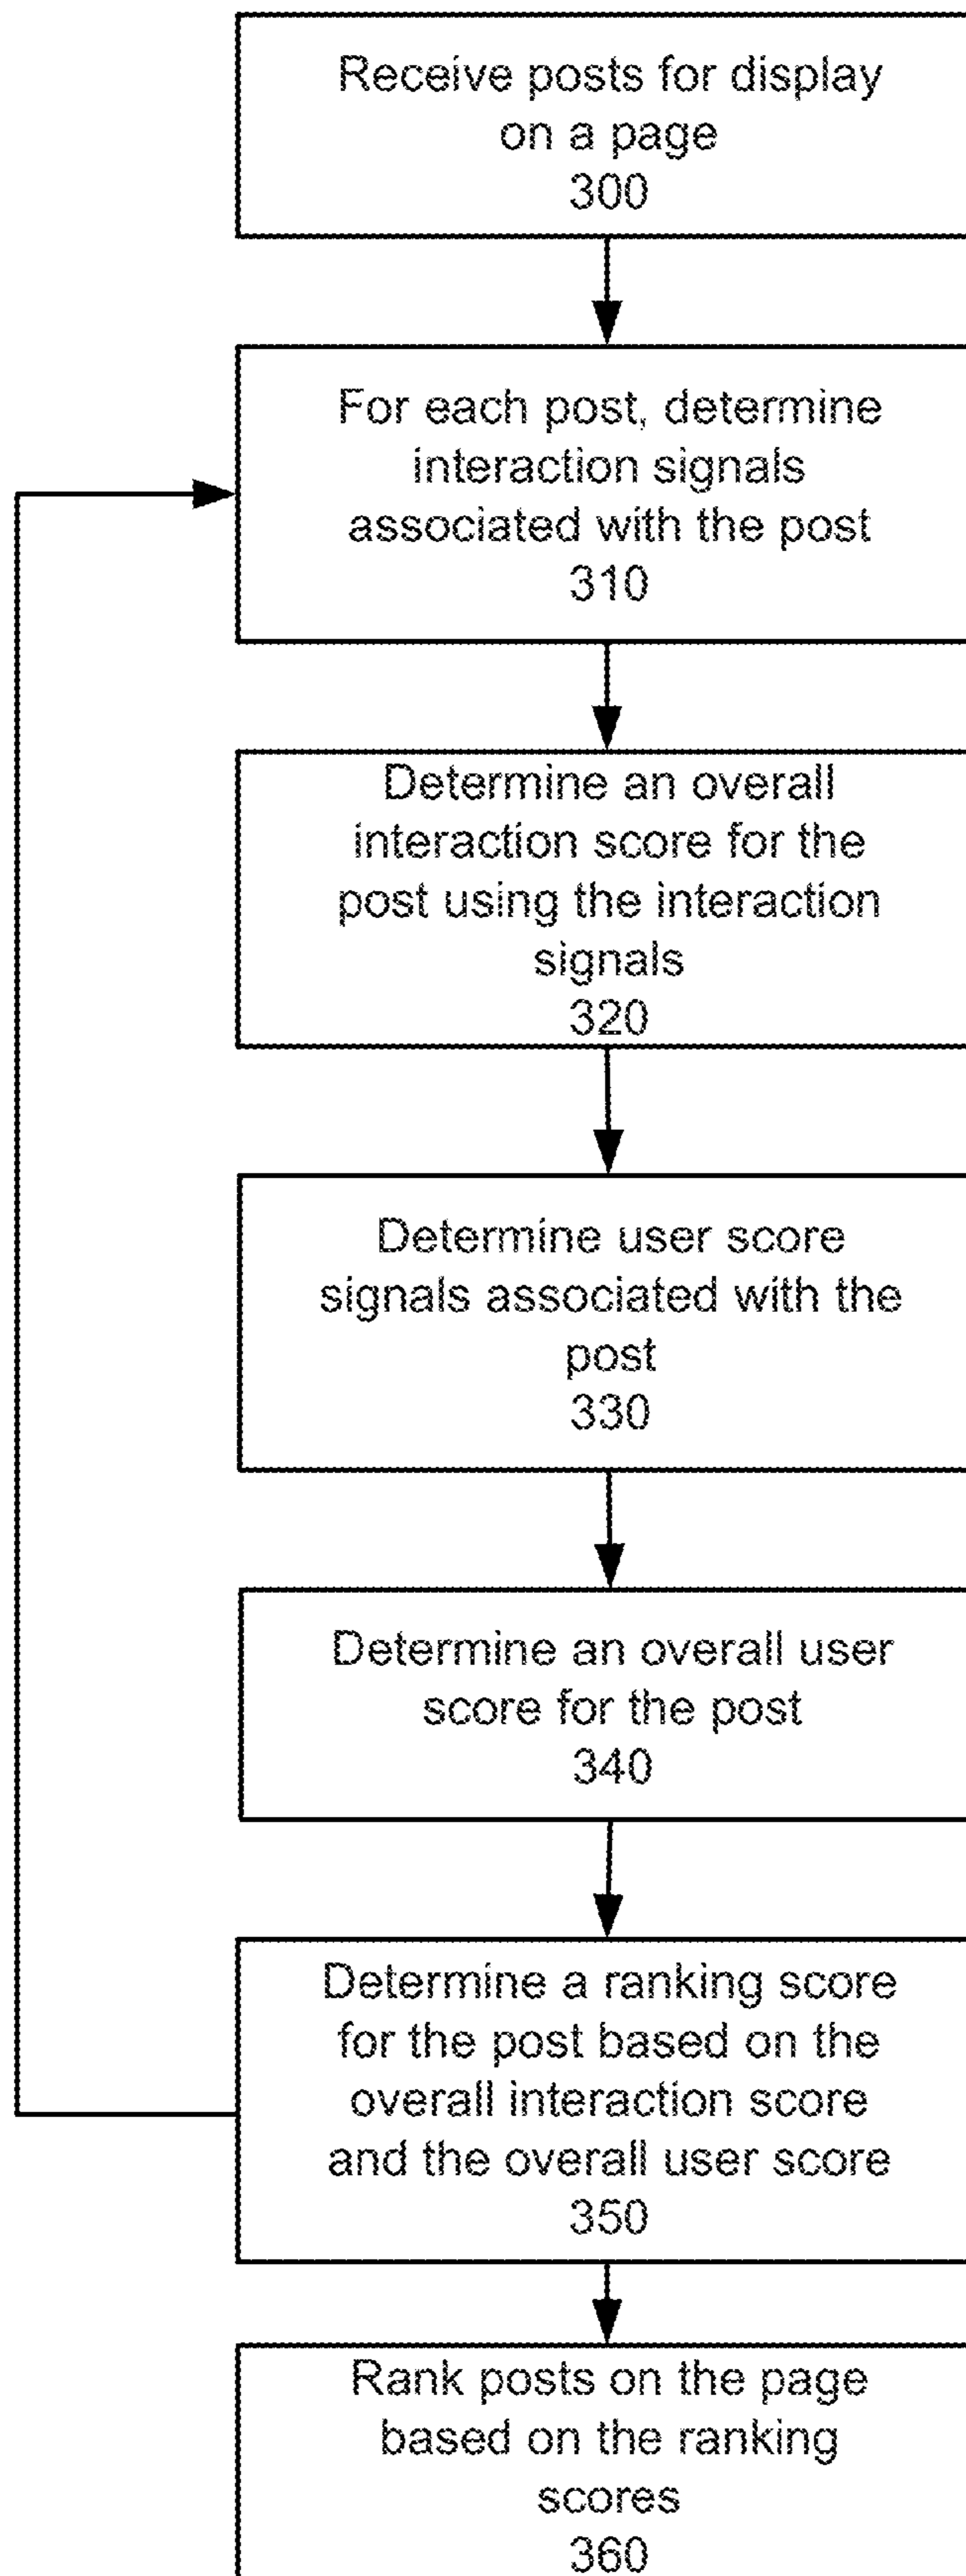 Receive posts for display
on a page
300
For each post, determine
interaction signals
associated with the post
310
Determine an overall
interaction score for the
post using the interaction
signals
320
Determine user score
signals associated with the
post
330
Determine an overall user
score for the post
340
Determine a ranking score
for the post based on the
overall interaction score
and the overall user score
350
Rank posts on the page
based on the ranking
scores
360